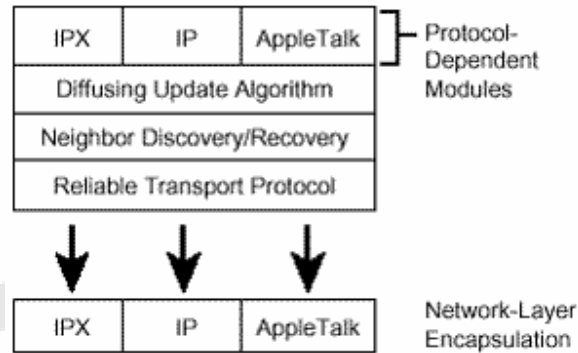 IPX IP AppleTalk
Protocol-
Dependent
Modules
Diffusing Update Algorithm
Neighbor Discovery/Recovery
Reliable Transport Protocol
IPX IP AppleTalk
Network-Layer
Encapsulation